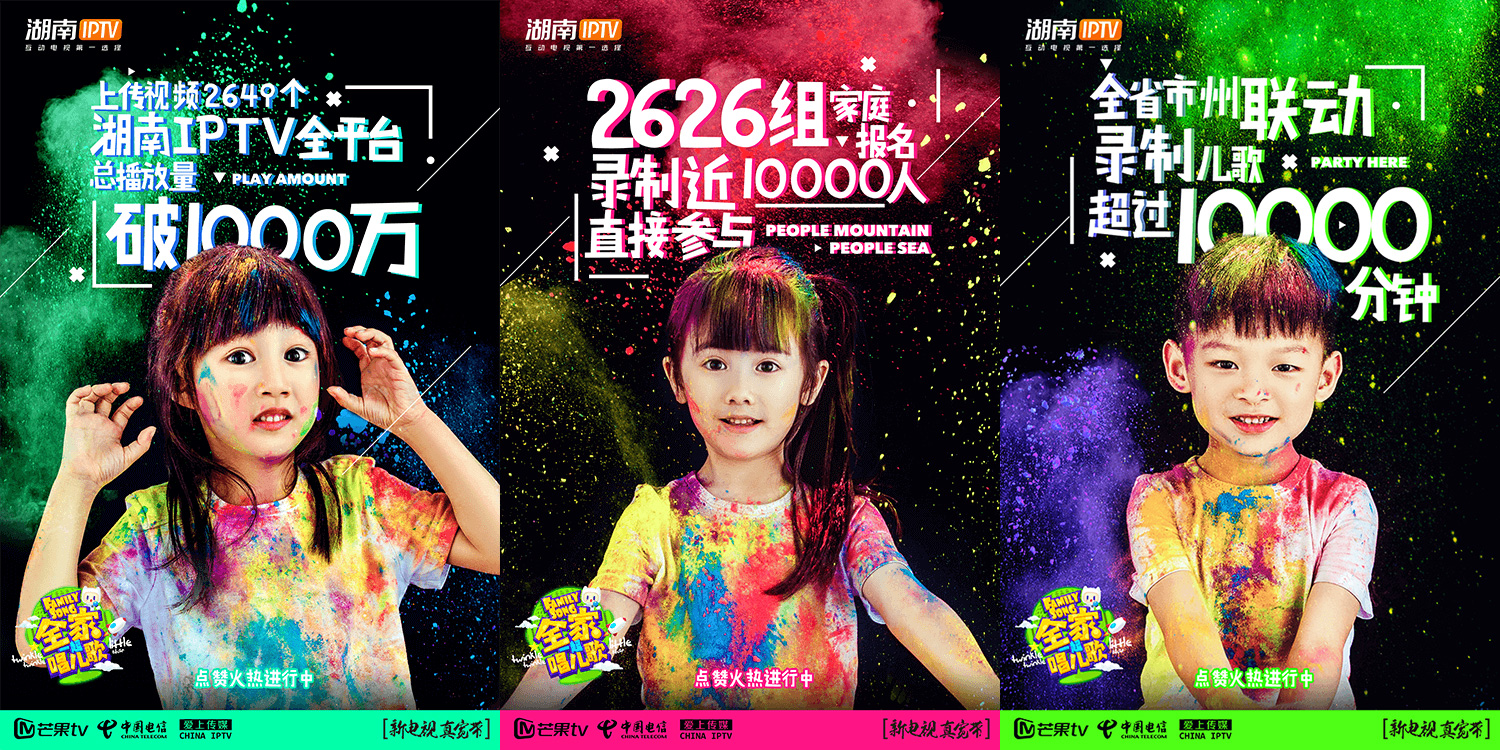 湖南IPTV
互动电视第一选择
上传视频2649个
湖南IPTV全平台
总播放量 PLAY AMOUNT
破1000万
FAMILY
SONG
全家
唱儿歌
twinkle
twinkle
little
star
点赞火热进行中
芒果tv 中国电信 CHINA TELECOM 爱上传媒 CHINA IPTV [新电视 真宽带]
湖南IPTV
互动电视第一选择
2626组家庭
报名
录制近10000人
直接参与 PEOPLE MOUNTAIN
PEOPLE SEA
FAMILY
SONG
全家
唱儿歌
twinkle
twinkle
little
star
点赞火热进行中
芒果tv 中国电信 CHINA TELECOM 爱上传媒 CHINA IPTV [新电视 真宽带]
湖南IPTV
互动电视第一选择
全省市州联动
录制儿歌 PARTY HERE
超过10000
分钟
FAMILY
SONG
全家
唱儿歌
twinkle
twinkle
little
star
点赞火热进行中
芒果tv 中国电信 CHINA TELECOM 爱上传媒 CHINA IPTV [新电视 真宽带]